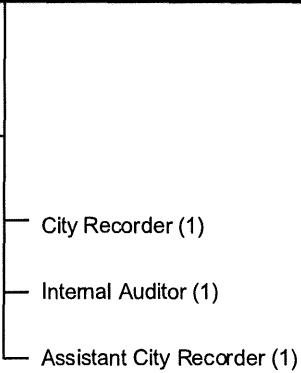 City Recorder (1)
Internal Auditor (1)
Assistant City Recorder (1)